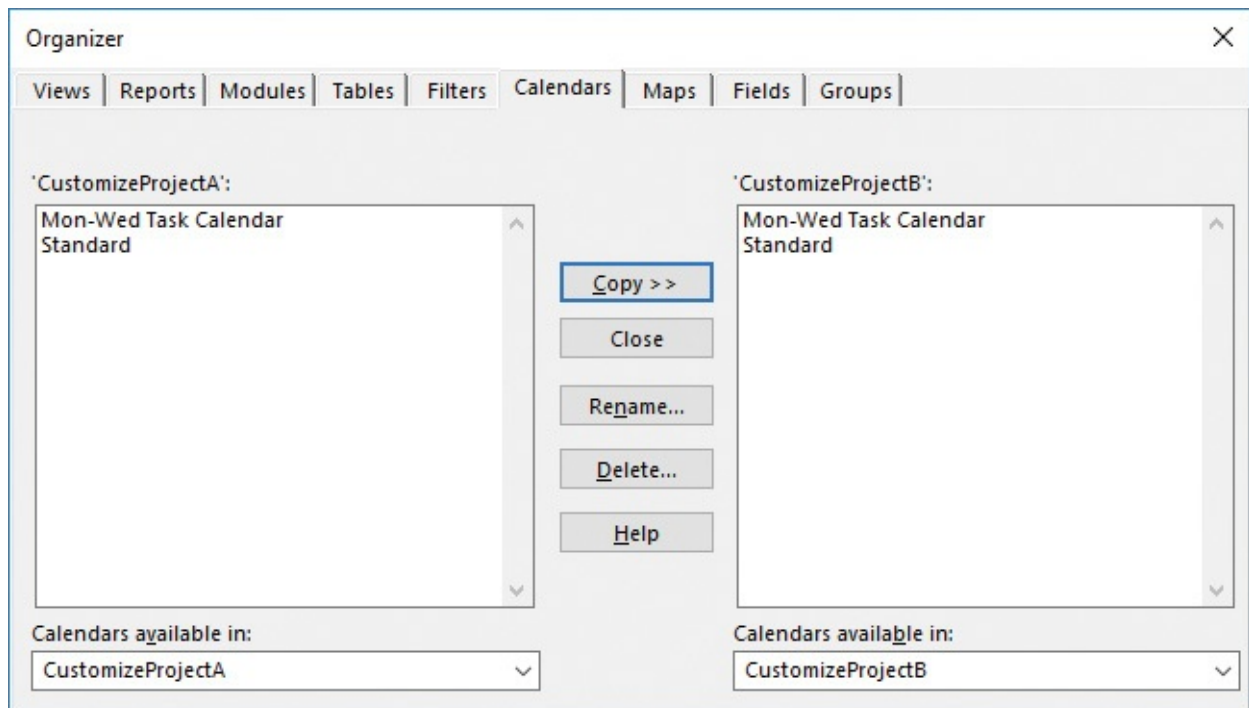 Organizer
Views Reports Modules Tables Filters Calendars Maps Fields Groups
'CustomizeProjectA':
Mon-Wed Task Calendar
Standard
Copy >>
Close
Rename...
Delete...
Help
'CustomizeProjectB':
Mon-Wed Task Calendar
Standard
Calendars available in:
CustomizeProjectA
Calendars available in:
CustomizeProjectB